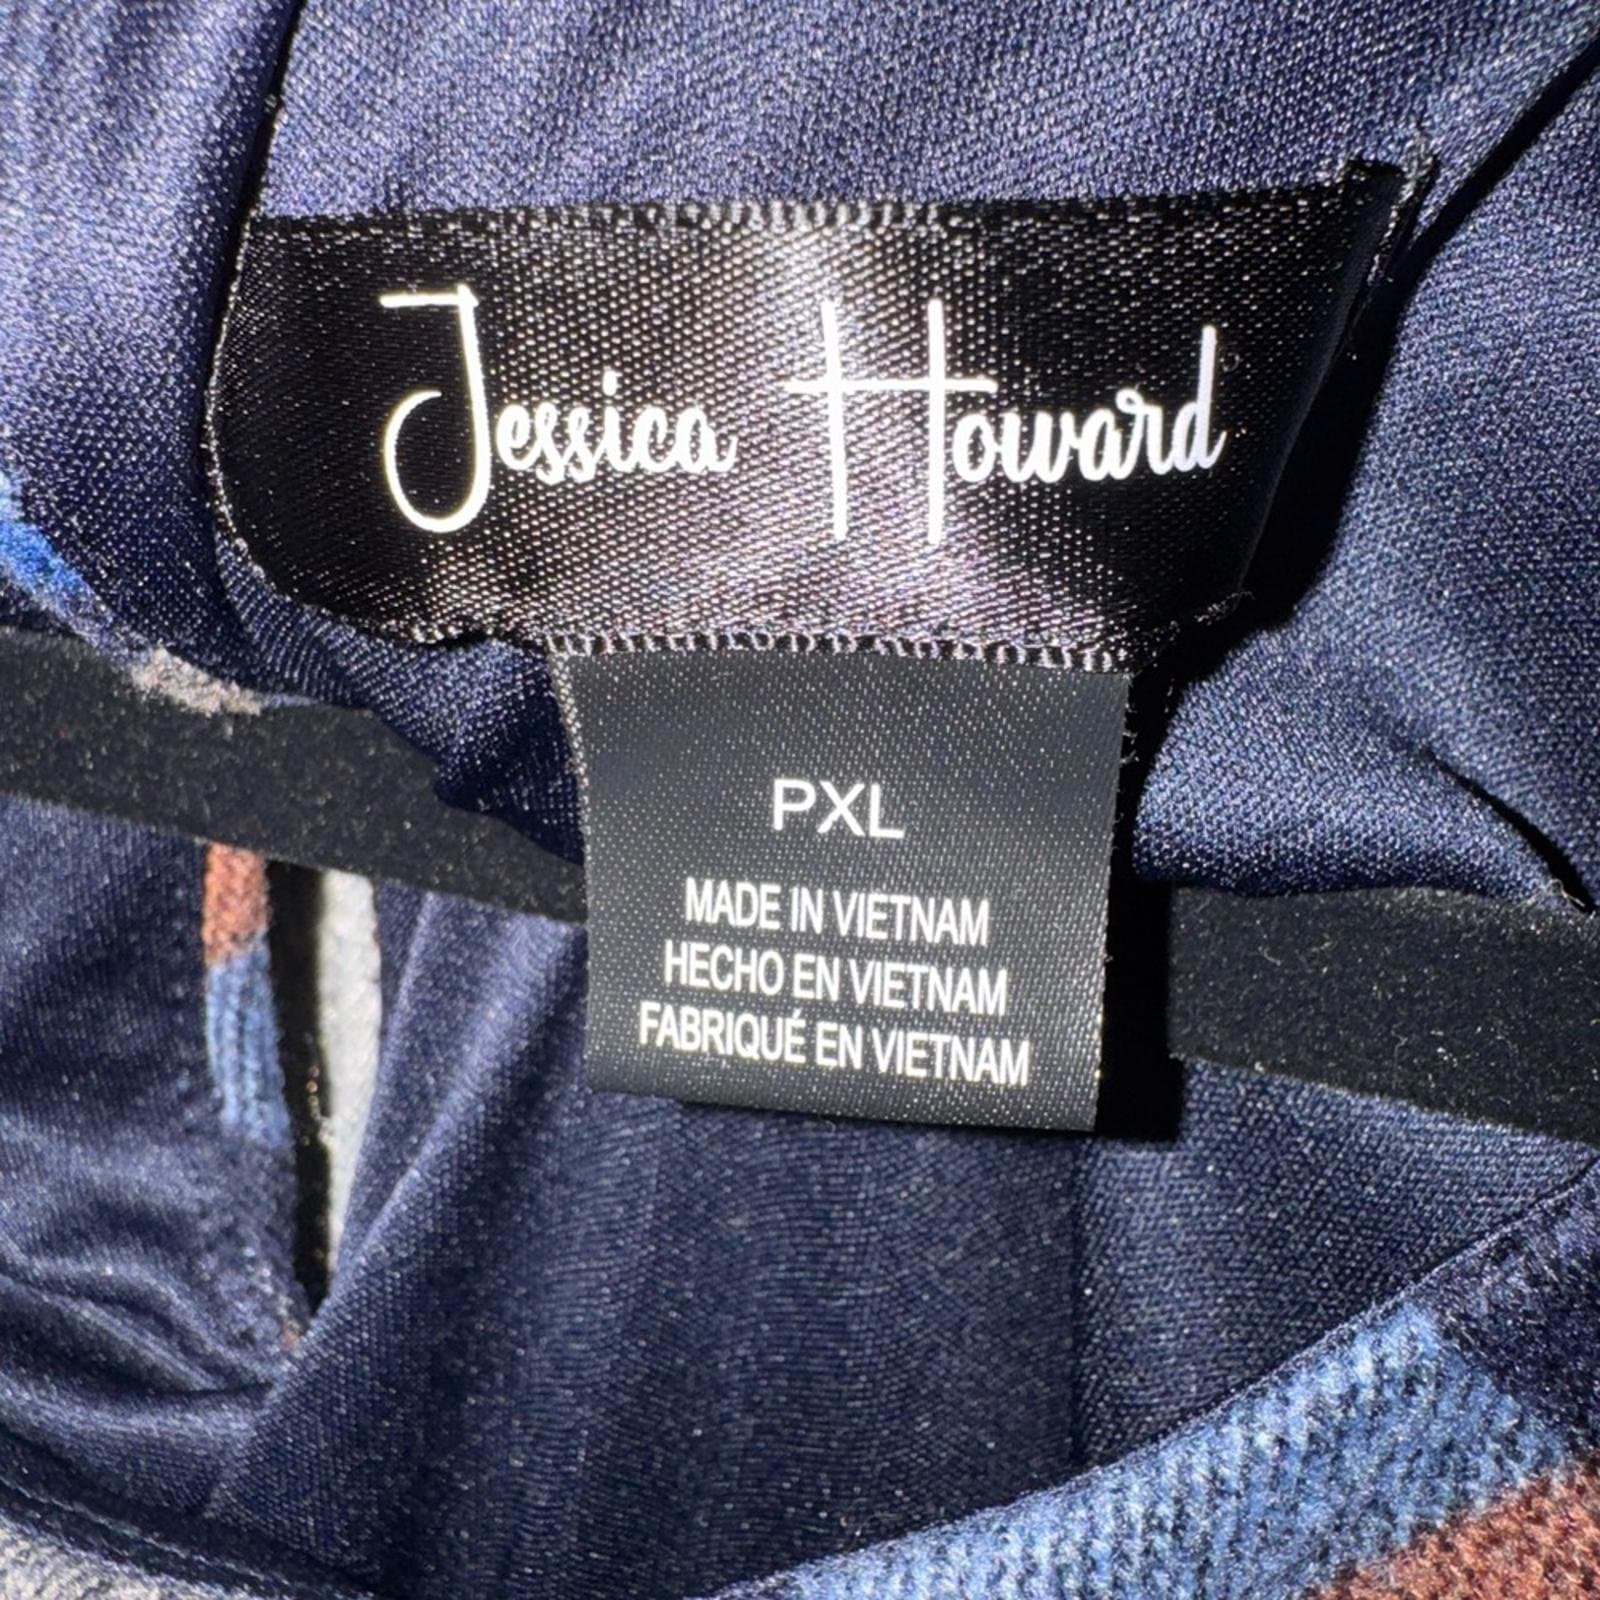 Jessica Howard
PXL
MADE IN VIETNAM
HECHO EN VIETNAM
FABRIQUÉ EN VIETNAM